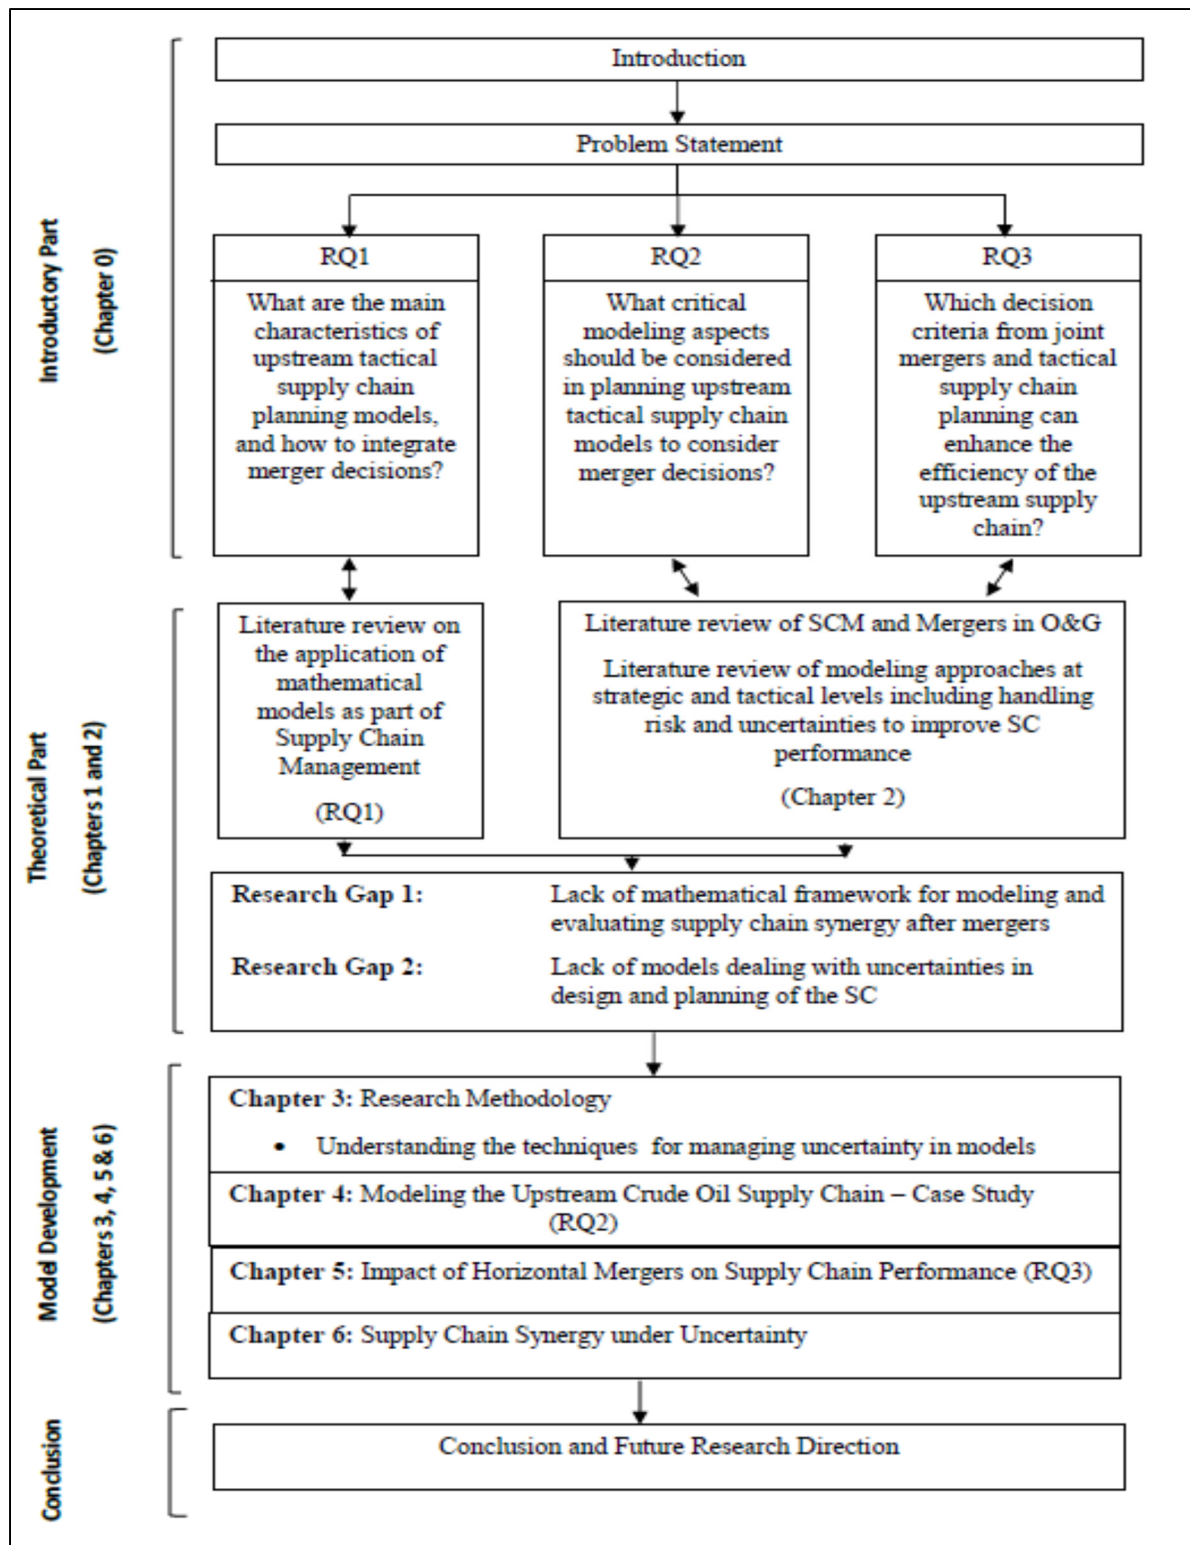 Introductory Part
(Chapter 0)
Introduction
Problem Statement
RQ1
What are the main
characteristics of
upstream tactical
supply chain
planning models,
and how to integrate
merger decisions?
RQ2
What critical
modeling aspects
should be considered
in planning upstream
tactical supply chain
models to consider
merger decisions?
RQ3
Which decision
criteria from joint
mergers and tactical
supply chain
planning can
enhance the
efficiency of the
upstream supply
chain?
Theoretical Part
(Chapters 1 and 2)
Literature review on
the application of
mathematical
models as part of
Supply Chain
Management
(RQ1)
Literature review of SCM and Mergers in O&G
Literature review of modeling approaches at
strategic and tactical levels including handling
risk and uncertainties to improve SC
performance
(Chapter 2)
Research Gap 1: Lack of mathematical framework for modeling and
evaluating supply chain synergy after mergers
Research Gap 2: Lack of models dealing with uncertainties in
design and planning of the SC
Model Development
(Chapters 3, 4, 5 & 6)
Chapter 3: Research Methodology
• Understanding the techniques for managing uncertainty in models
Chapter 4: Modeling the Upstream Crude Oil Supply Chain – Case Study
(RQ2)
Chapter 5: Impact of Horizontal Mergers on Supply Chain Performance (RQ3)
Chapter 6: Supply Chain Synergy under Uncertainty
Conclusion
Conclusion and Future Research Direction